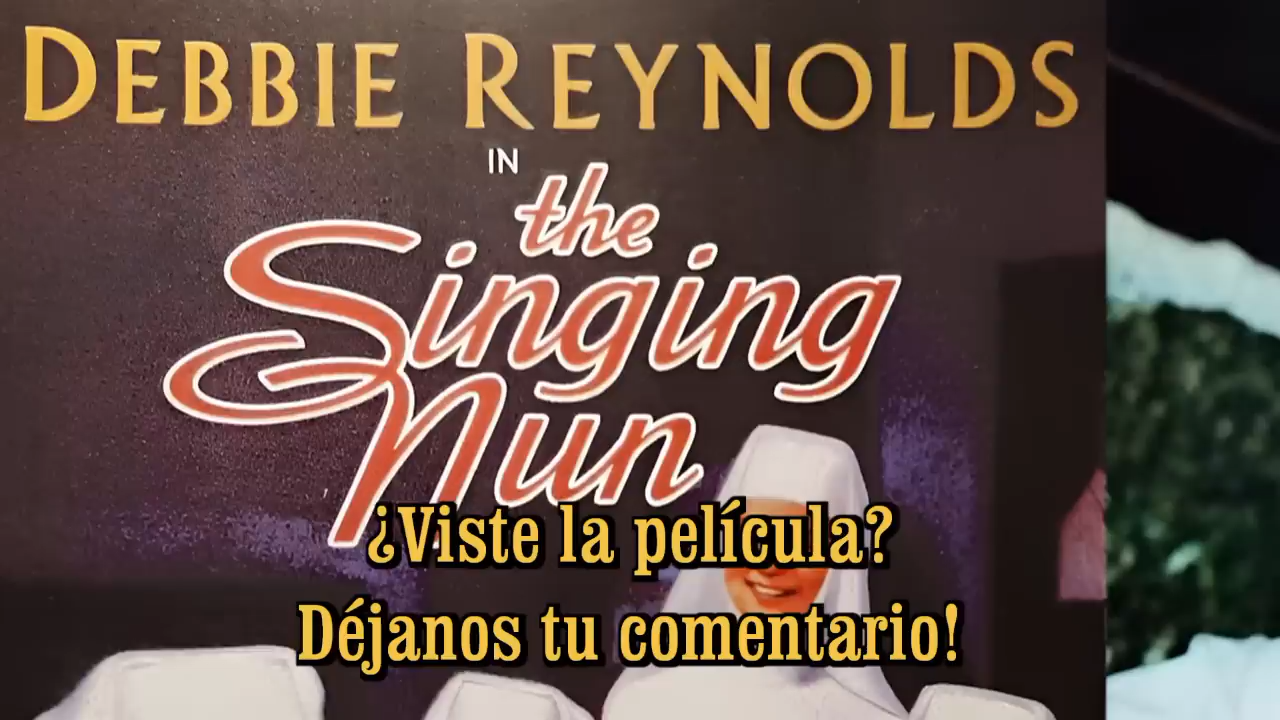 DEBBIE REYNOLDS
IN
the
Singing
Nun
¿Viste la película?
Déjanos tu comentario!